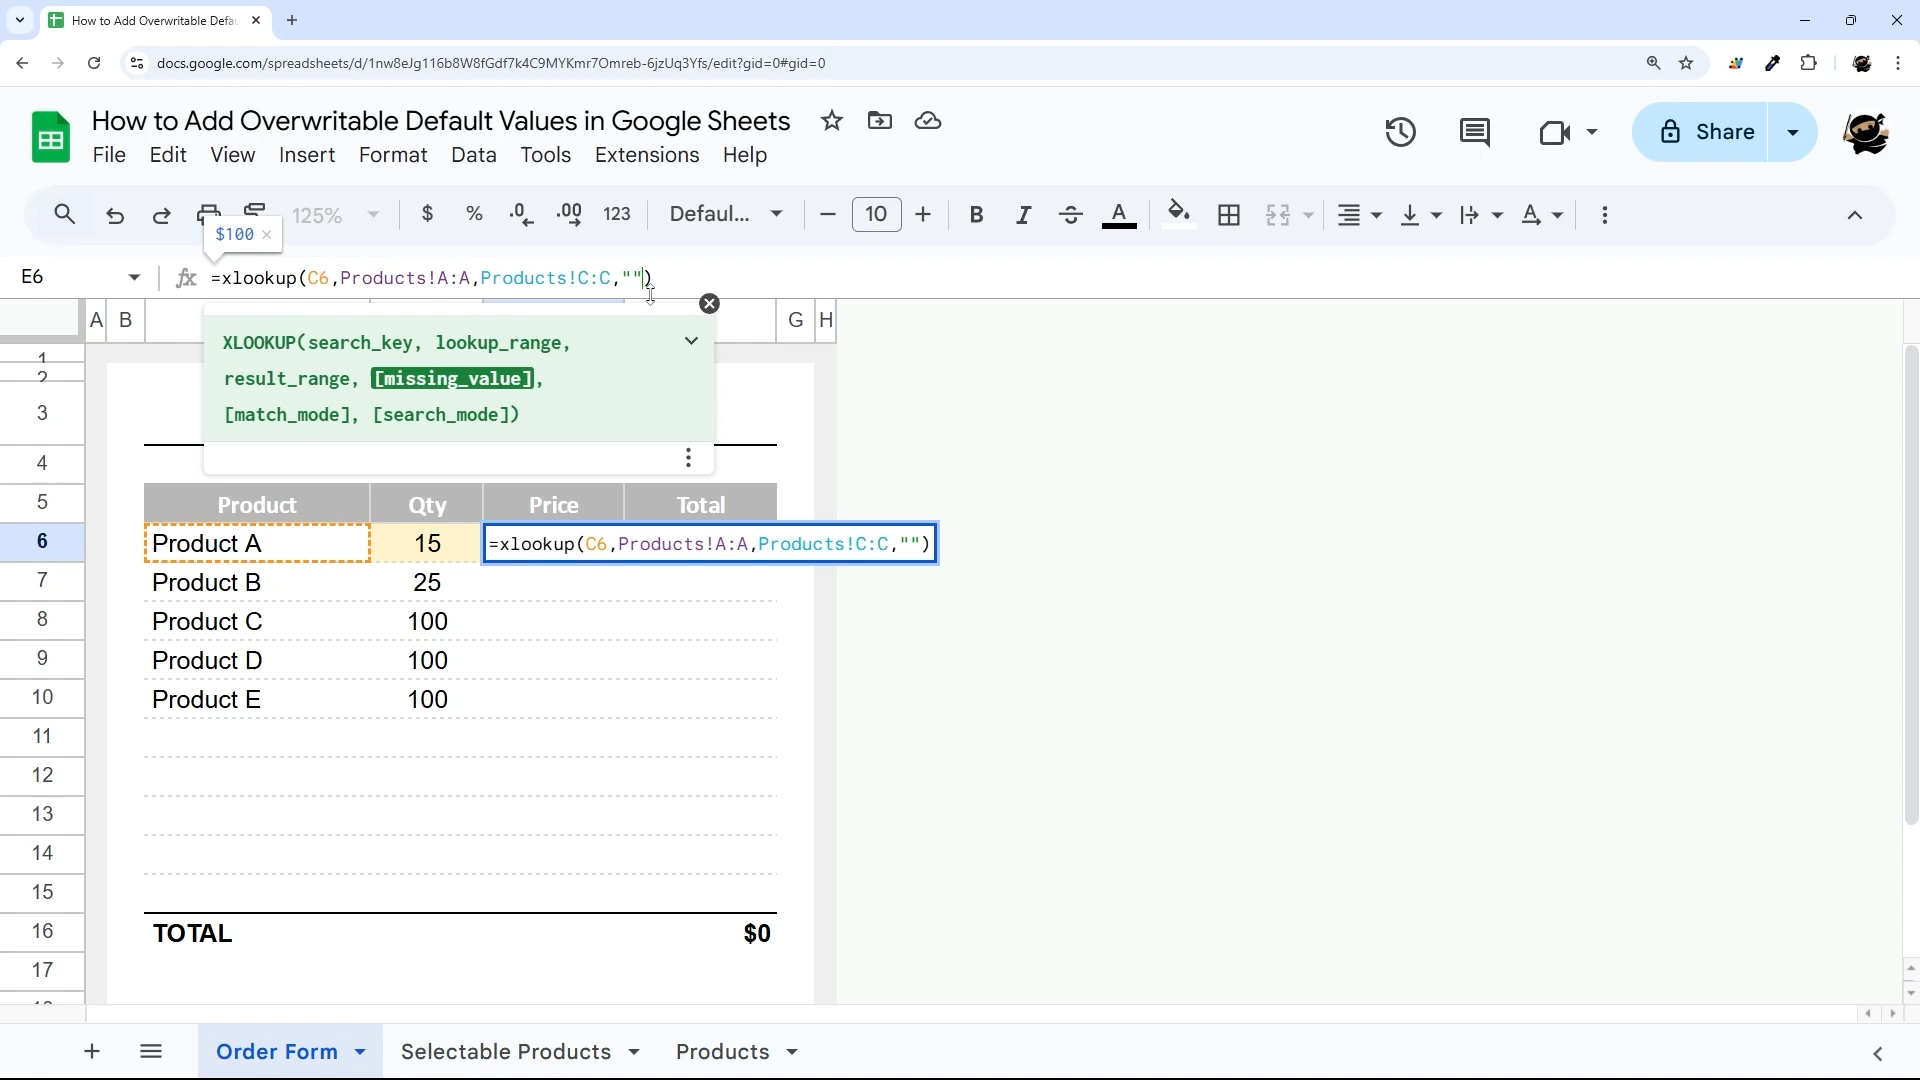 How to Add Overwritable Defau
docs.google.com/spreadsheets/d/1nw8eJg116b8W8fGdf7k4C9MYKmr7Omreb-6jzUq3Yfs/edit?gid=0#gid=0
How to Add Overwritable Default Values in Google Sheets
File Edit View Insert Format Data Tools Extensions Help
Share
125% $ % .0 .00 123 Defaul... 10 B I S A
$100 ×
E6 fx =xlookup(C6,Products!A:A,Products!C:C,"")
A B G H
XLOOKUP(search_key, lookup_range,
result_range, [missing_value],
[match_mode], [search_mode])
1
2
3
4
5 Product Qty Price Total
6 Product A 15 =xlookup(C6,Products!A:A,Products!C:C,"")
7 Product B 25
8 Product C 100
9 Product D 100
10 Product E 100
11
12
13
14
15
16 TOTAL $0
17
Order Form Selectable Products Products